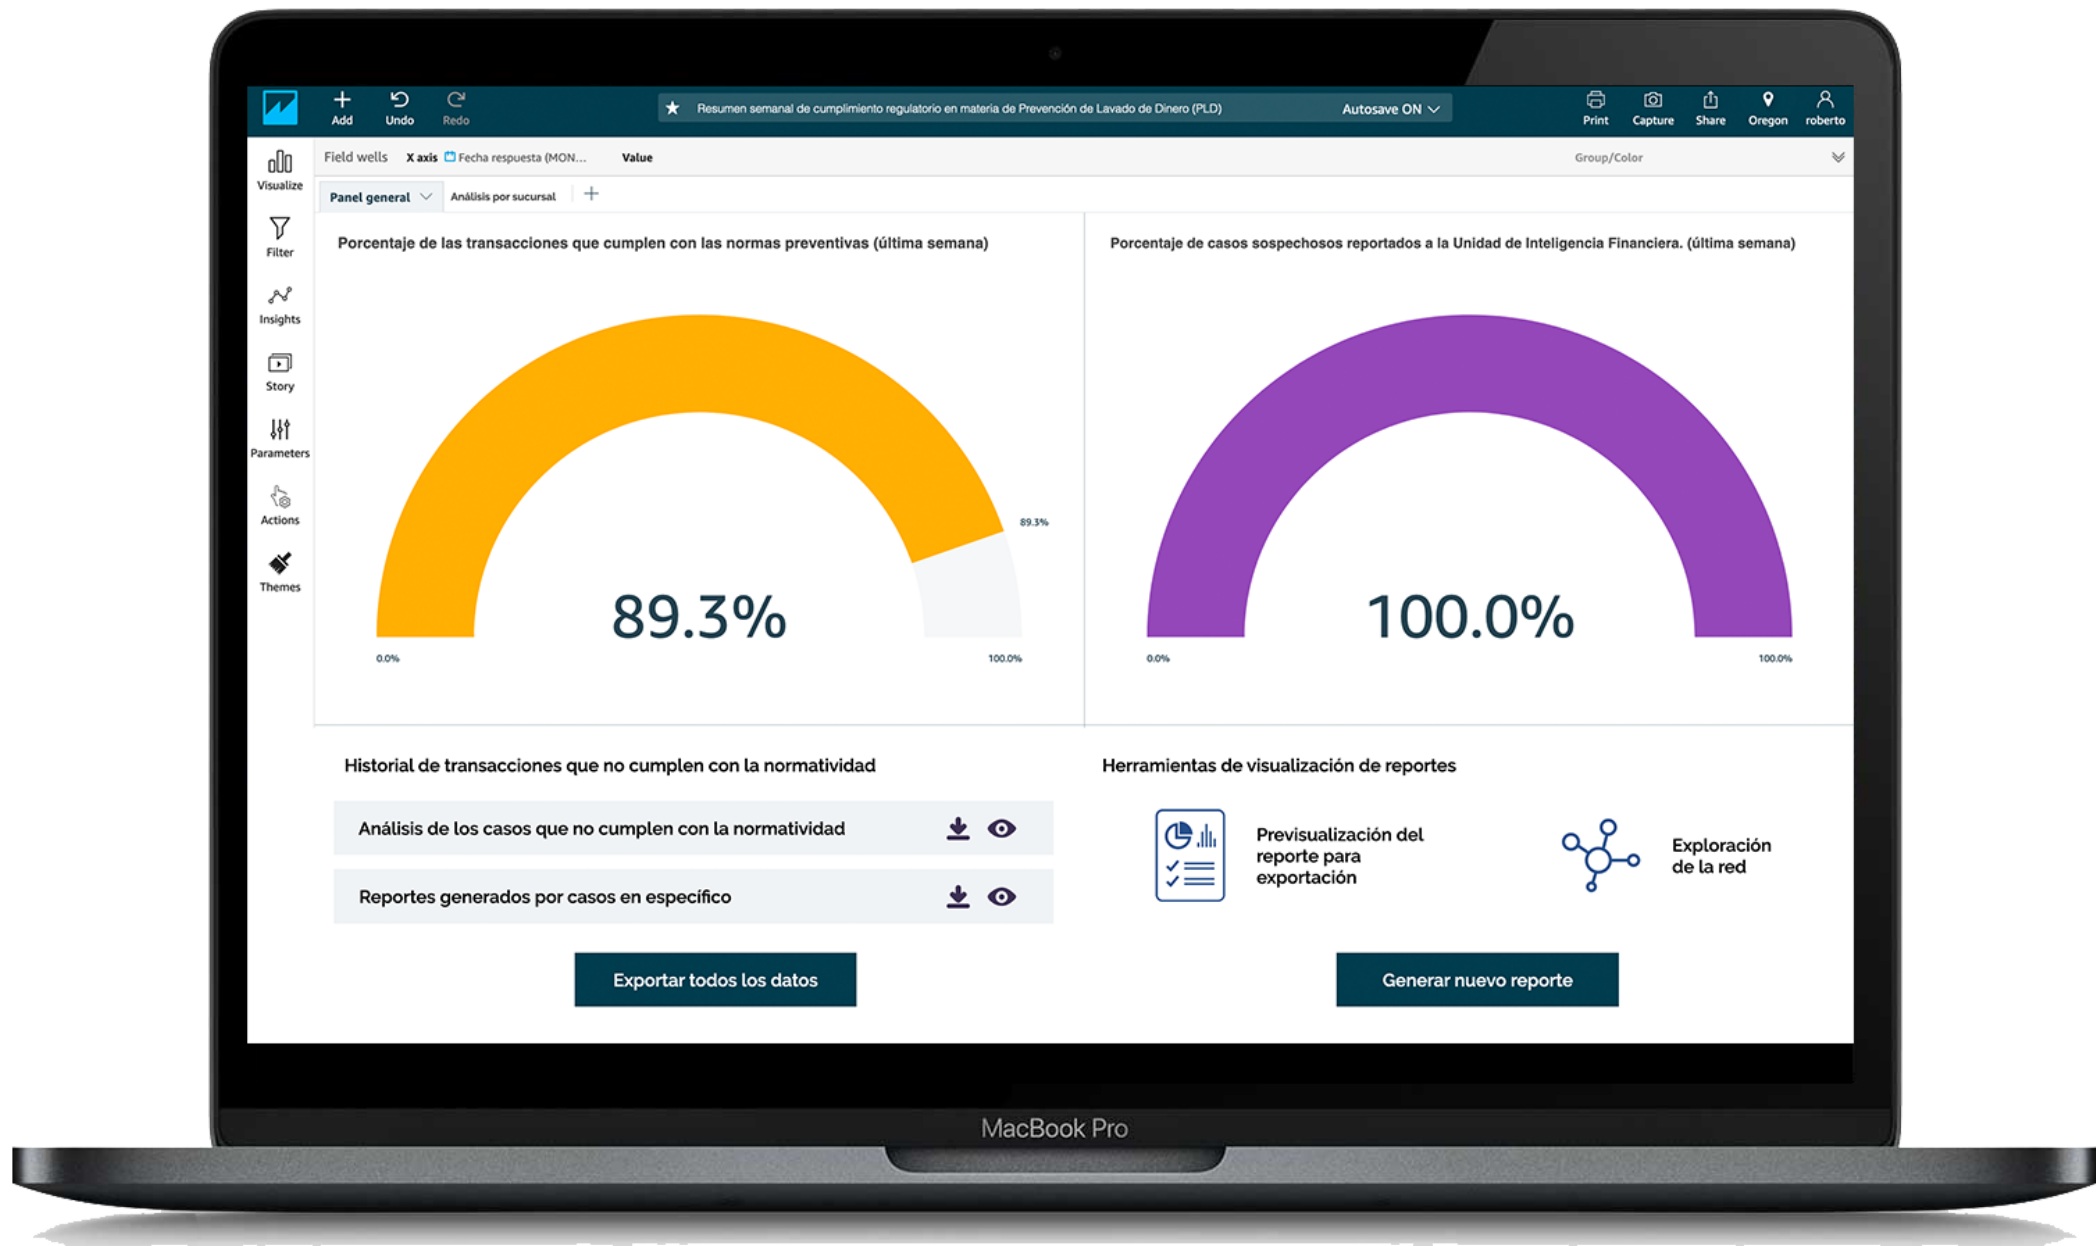 Add Undo Redo
★ Resumen semanal de cumplimiento regulatorio en materia de Prevención de Lavado de Dinero (PLD) Autosave ON
Print Capture Share Oregon roberto
Visualize
Filter
Insights
Story
Parameters
Actions
Themes
Field wells X axis Fecha respuesta (MON... Value Group/Color
Panel general Análisis por sucursal +
Porcentaje de las transacciones que cumplen con las normas preventivas (última semana)
89.3%
89.3%
0.0% 100.0%
Porcentaje de casos sospechosos reportados a la Unidad de Inteligencia Financiera. (última semana)
100.0%
0.0% 100.0%
Historial de transacciones que no cumplen con la normatividad
Análisis de los casos que no cumplen con la normatividad
Reportes generados por casos en específico
Exportar todos los datos
Herramientas de visualización de reportes
Previsualización del
reporte para
exportación
Exploración
de la red
Generar nuevo reporte
MacBook Pro